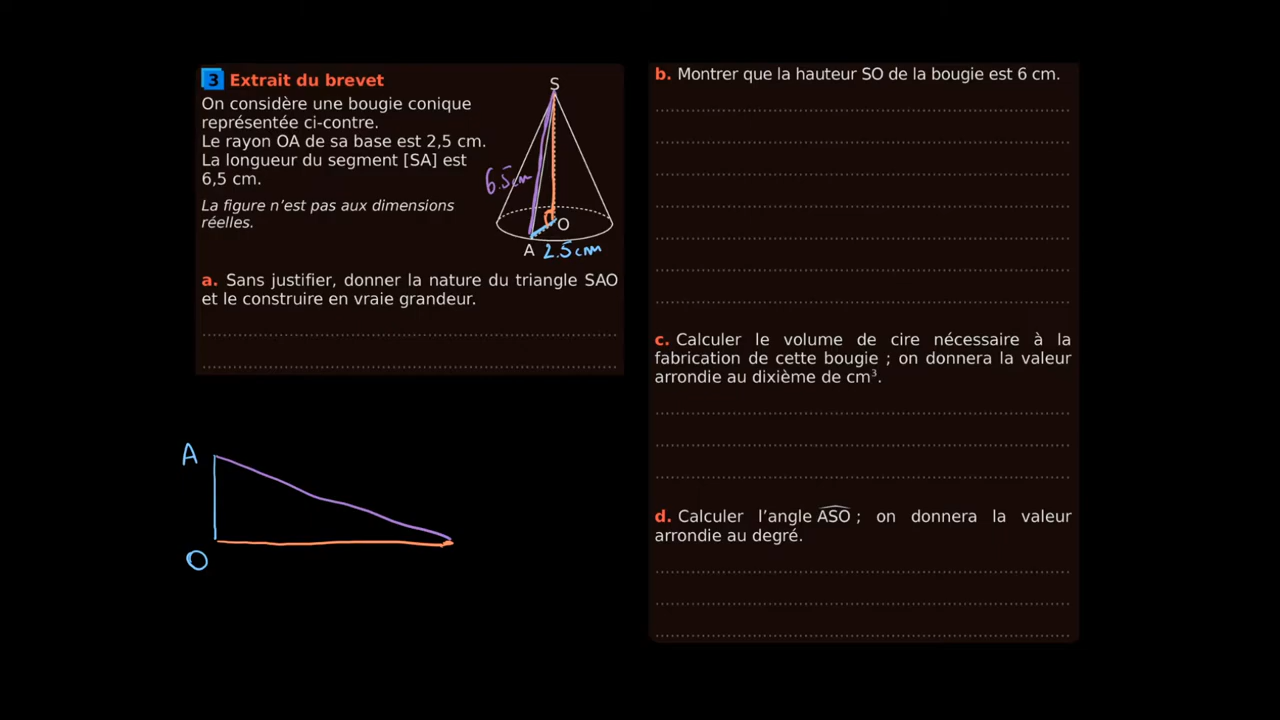 3 Extrait du brevet
On considère une bougie conique
représentée ci-contre.
Le rayon OA de sa base est 2,5 cm.
La longueur du segment [SA] est
6,5 cm.
La figure n'est pas aux dimensions
réelles.
S
6.5cm
O
A
2.5cm
a. Sans justifier, donner la nature du triangle SAO
et le construire en vraie grandeur.
A
O
b. Montrer que la hauteur SO de la bougie est 6 cm.
c. Calculer le volume de cire nécessaire à la
fabrication de cette bougie ; on donnera la valeur
arrondie au dixième de cm³.
d. Calculer l'angle ASO ; on donnera la valeur
arrondie au degré.